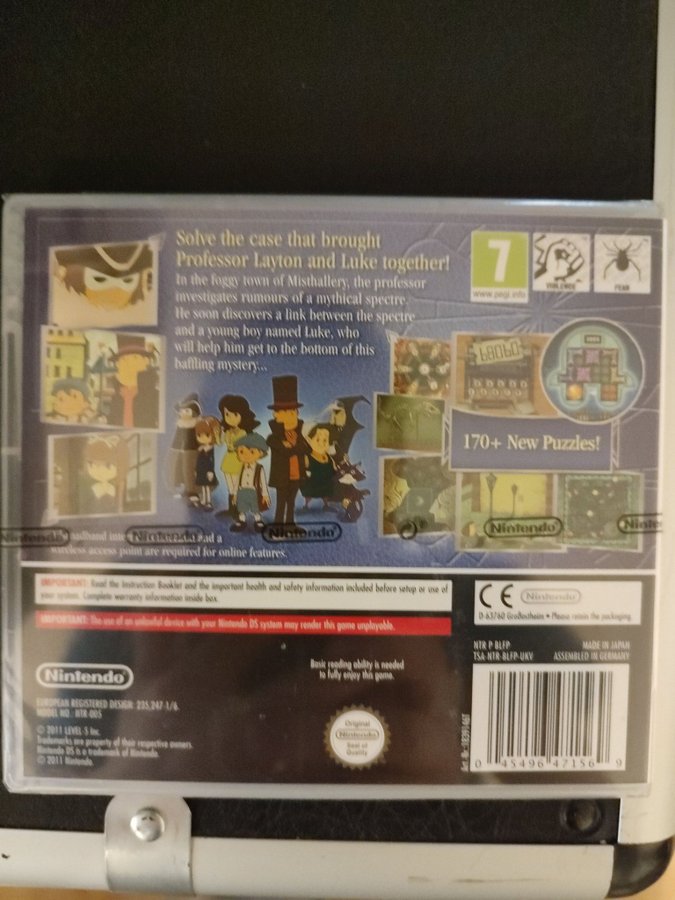 Solve the case that brought
Professor Layton and Luke together!
In the foggy town of Misthallery, the professor
investigates rumours of a mythical spectre.
He soon discovers a link between the spectre
and a young boy named Luke, who
will help him get to the bottom of this
baffling mystery...
7
www.pegi.info
VIOLENCE
FEAR
170+ New Puzzles!
Nintendo
Nintendo
Nintendo
Nintendo
and a
wireless access point are required for online features.
IMPORTANT: Read the Instruction Booklet and the important health and safety information included before setup or use of
your system. Complete warranty information inside box.
IMPORTANT: The use of an unlawful device with your Nintendo DS system may render this game unplayable.
CE Nintendo
D-63760 Großostheim • Please retain the packaging.
NTR P BLFP MADE IN JAPAN
TSA-NTR-BLFP-UKV ASSEMBLED IN GERMANY
Nintendo
Basic reading ability is needed
to fully enjoy this game.
EUROPEAN REGISTERED DESIGN: 235,247-1/6.
MODEL NO.: NTR-005
© 2011 LEVEL-5 Inc.
Trademarks are property of their respective owners.
Nintendo DS is a trademark of Nintendo.
© 2011 Nintendo.
Original
Nintendo
Seal of
Quality
0 45496 47156 9